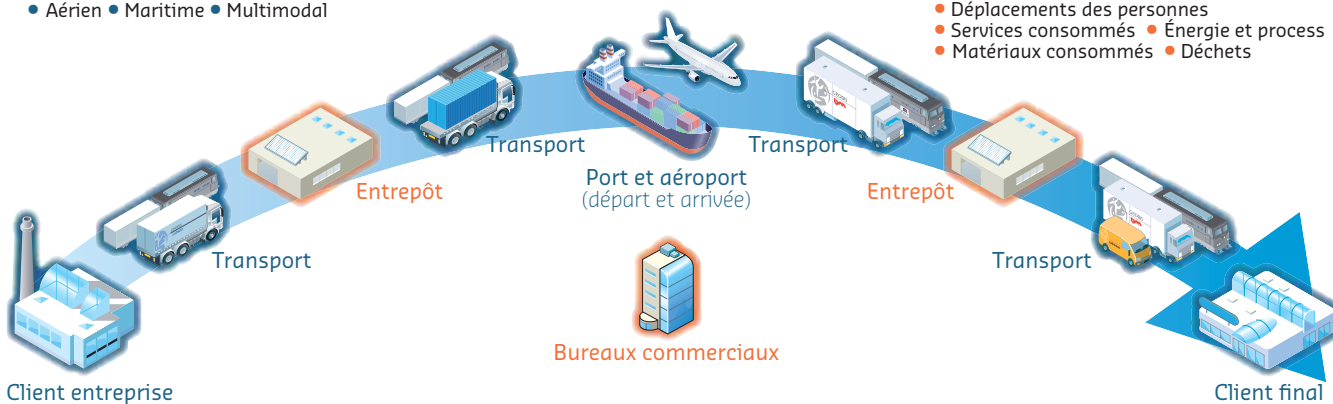 • Aérien • Maritime • Multimodal
• Déplacements des personnes
• Services consommés • Énergie et process
• Matériaux consommés • Déchets
Transport
Transport
Entrepôt
Port et aéroport
(départ et arrivée)
Entrepôt
Transport
Transport
Bureaux commerciaux
Client entreprise
Client final